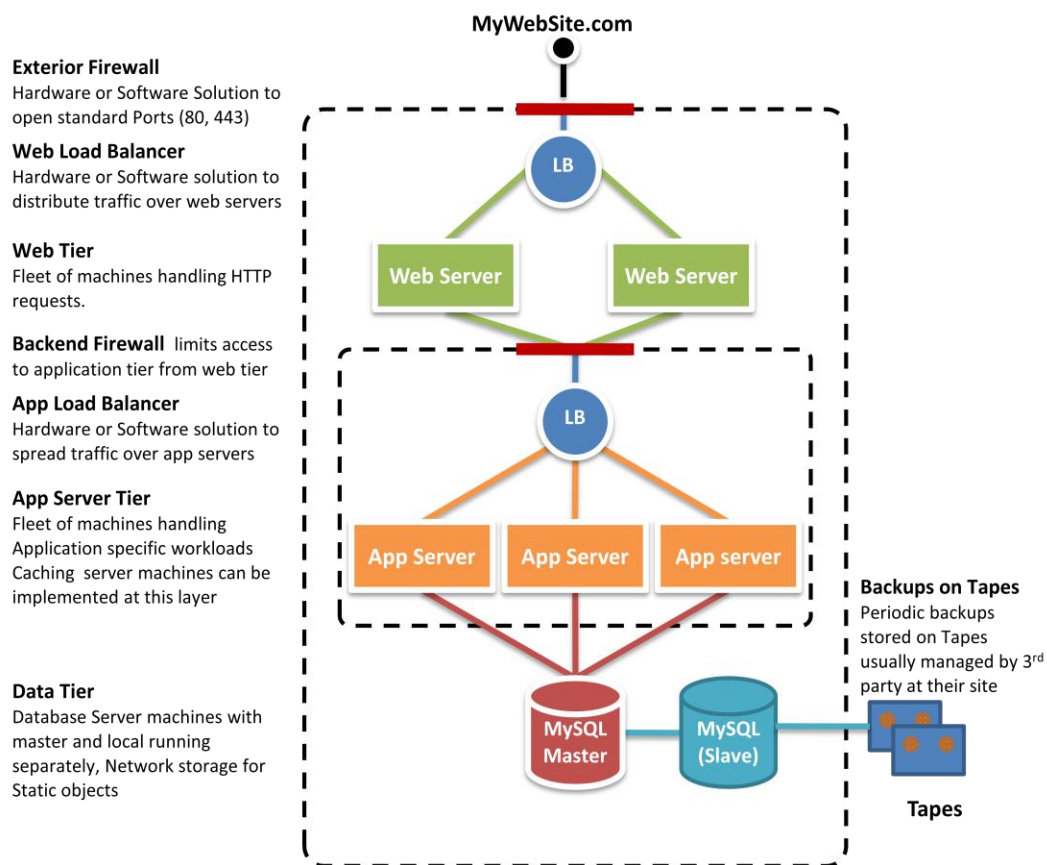 MyWebSite.com
Exterior Firewall
Hardware or Software Solution to
open standard Ports (80, 443)
Web Load Balancer
Hardware or Software solution to
distribute traffic over web servers
LB
Web Tier
Fleet of machines handling HTTP
requests.
Web Server
Web Server
Backend Firewall limits access
to application tier from web tier
App Load Balancer
Hardware or Software solution to
spread traffic over app servers
LB
App Server Tier
Fleet of machines handling
Application specific workloads
Caching server machines can be
implemented at this layer
App Server
App Server
App server
Backups on Tapes
Periodic backups
stored on Tapes
usually managed by 3rd
party at their site
Data Tier
Database Server machines with
master and local running
separately, Network storage for
Static objects
MySQL
Master
MySQL
(Slave)
Tapes